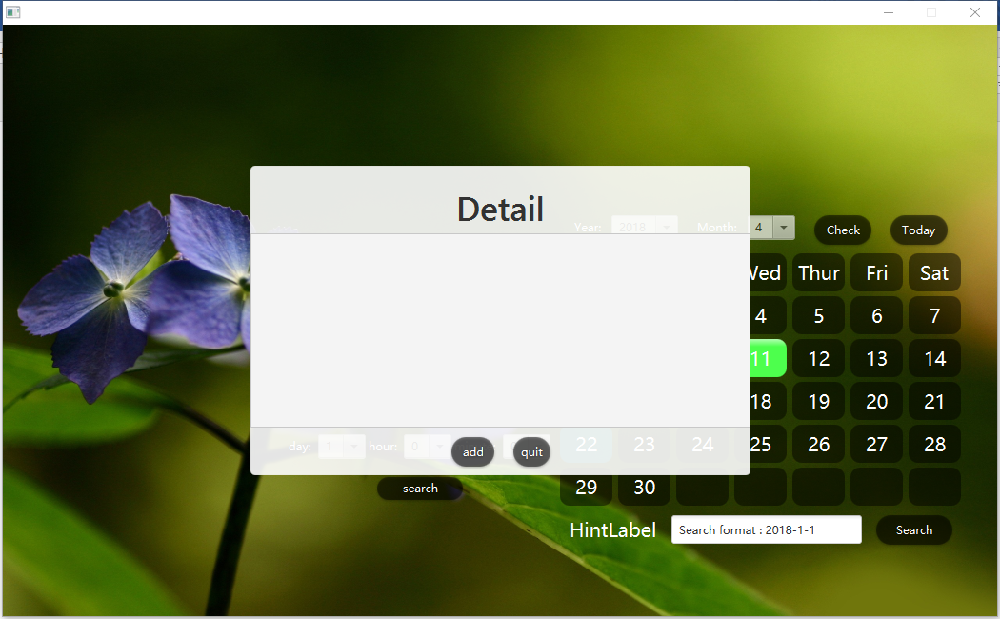 Detail
Year: 2018 Month: 4 Check Today
Wed Thur Fri Sat
4 5 6 7
11 12 13 14
18 19 20 21
day: 1 hour: 0 add quit 22 23 24 25 26 27 28
search 29 30
HintLabel Search format : 2018-1-1 Search